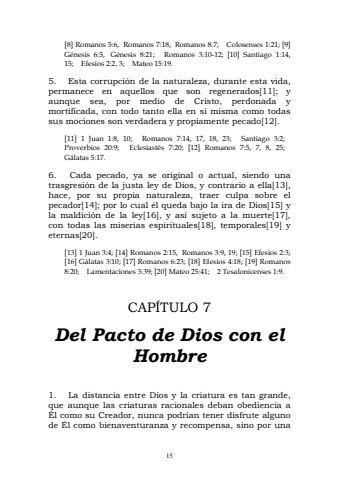 [8] Romanos 5:6, Romanos 7:18, Romanos 8:7; Colosenses 1:21; [9]
Génesis 6:5, Génesis 8:21; Romanos 3:10-12; [10] Santiago 1:14,
15; Efesios 2:2, 3; Mateo 15:19.
5. Esta corrupción de la naturaleza, durante esta vida,
permanece en aquellos que son regenerados[11]; y
aunque sea, por medio de Cristo, perdonada y
mortificada, con todo tanto ella en si misma como todas
sus mociones son verdadera y propiamente pecado[12].
[11] 1 Juan 1:8, 10; Romanos 7:14, 17, 18, 23; Santiago 3:2;
Proverbios 20:9; Eclesiastés 7:20; [12] Romanos 7:5, 7, 8, 25;
Gálatas 5:17.
6. Cada pecado, ya se original o actual, siendo una
trasgresión de la justa ley de Dios, y contrario a ella[13],
hace, por su propia naturaleza, traer culpa sobre el
pecador[14]; por lo cual él queda bajo la ira de Dios[15] y
la maldición de la ley[16], y asi sujeto a la muerte[17],
con todas las miserias espirituales[18], temporales[19] y
eternas[20].
[13] 1 Juan 3:4; [14] Romanos 2:15, Romanos 3:9, 19; [15] Efesios 2:3;
[16] Gálatas 3:10; [17] Romanos 6:23; [18] Efesios 4:18; [19] Romanos
8:20; Lamentaciones 3:39; [20] Mateo 25:41; 2 Tesalonicenses 1:9.
CAPÍTULO 7
Del Pacto de Dios con el
Hombre
1. La distancia entre Dios y la criatura es tan grande,
que aunque las criaturas racionales deban obediencia a
Él como su Creador, nunca podrían tener disfrute alguno
de Él como bienaventuranza y recompensa, sino por una
15